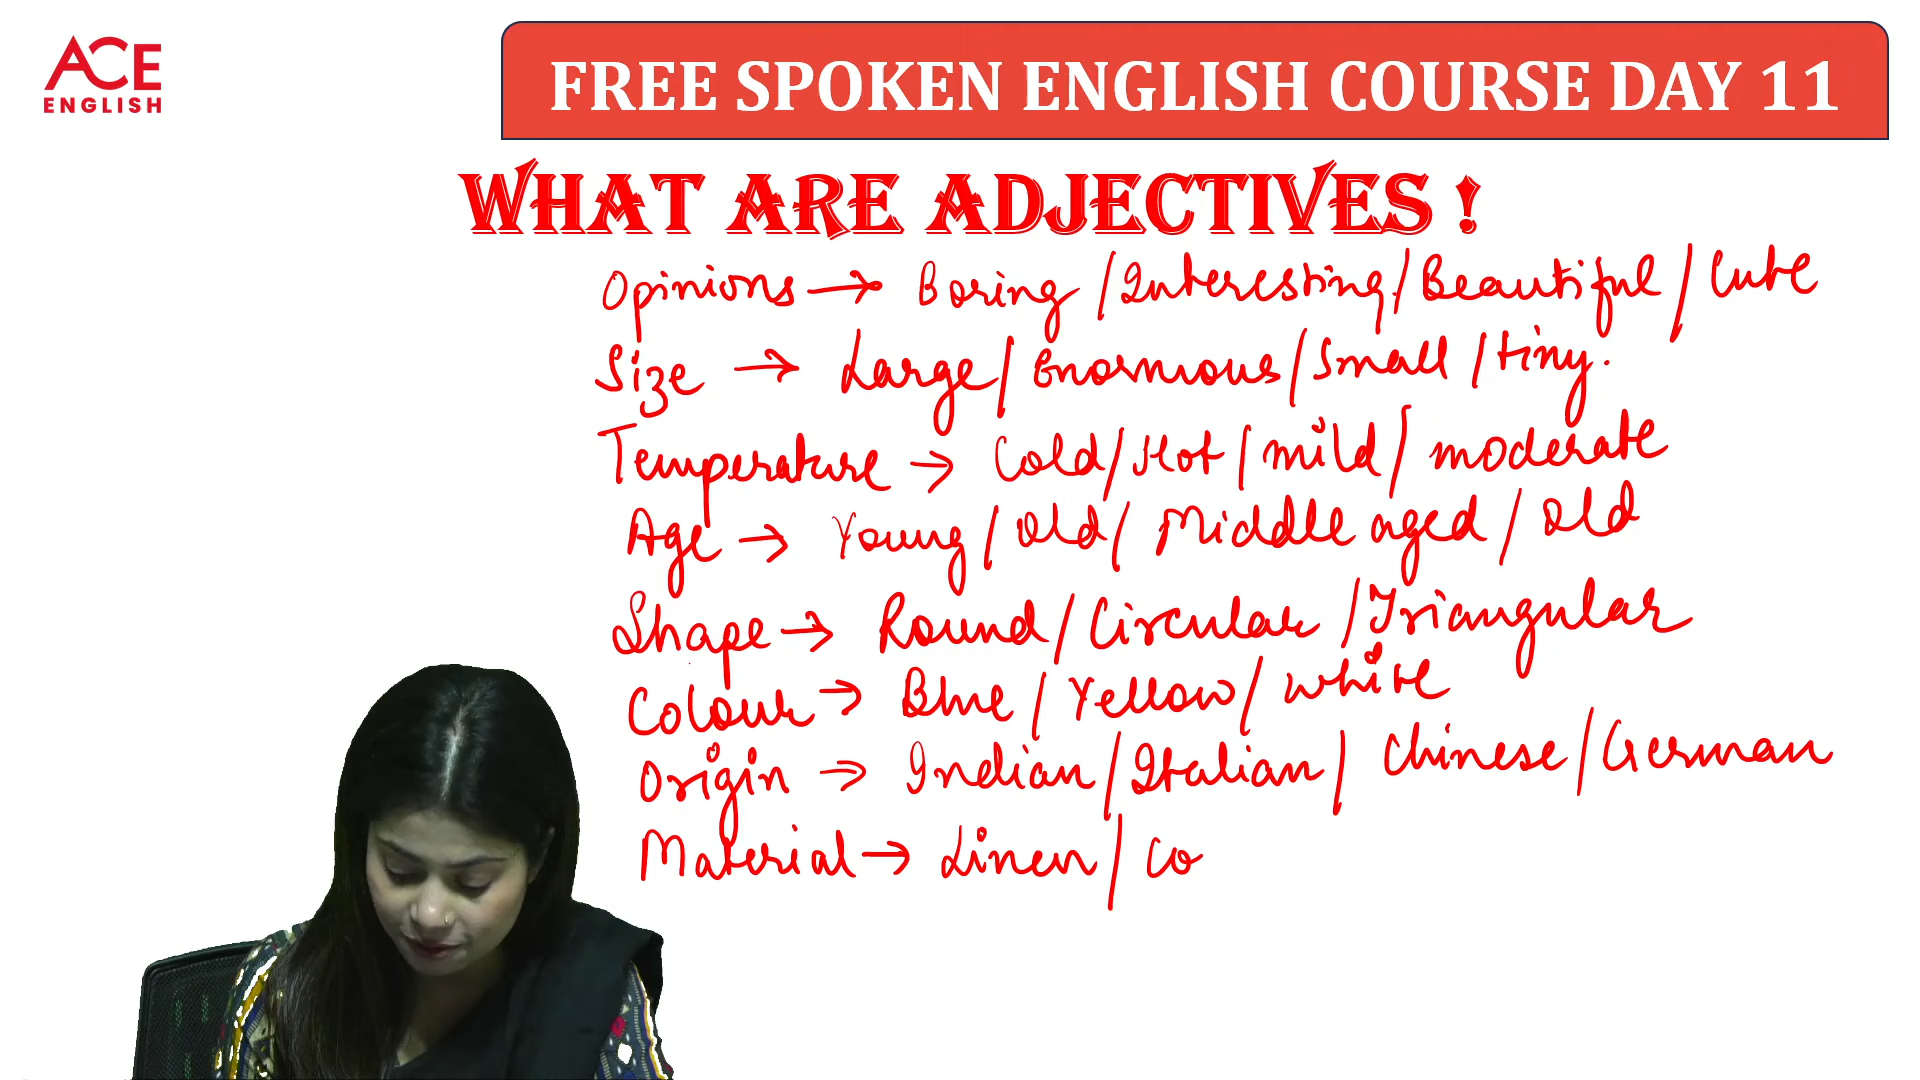 ACE
ENGLISH
FREE SPOKEN ENGLISH COURSE DAY 11
WHAT ARE ADJECTIVES !
Opinions → Boring / Interesting / Beautiful / Cute
Size → Large / Enormous / Small / tiny.
Temperature → Cold / Hot / mild / moderate
Age → Young / Old / Middle aged / Old
Shape → Round / Circular / Triangular
Colour → Blue / Yellow / white
Origin → Indian / Italian / Chinese / German
Material → Linen / Co